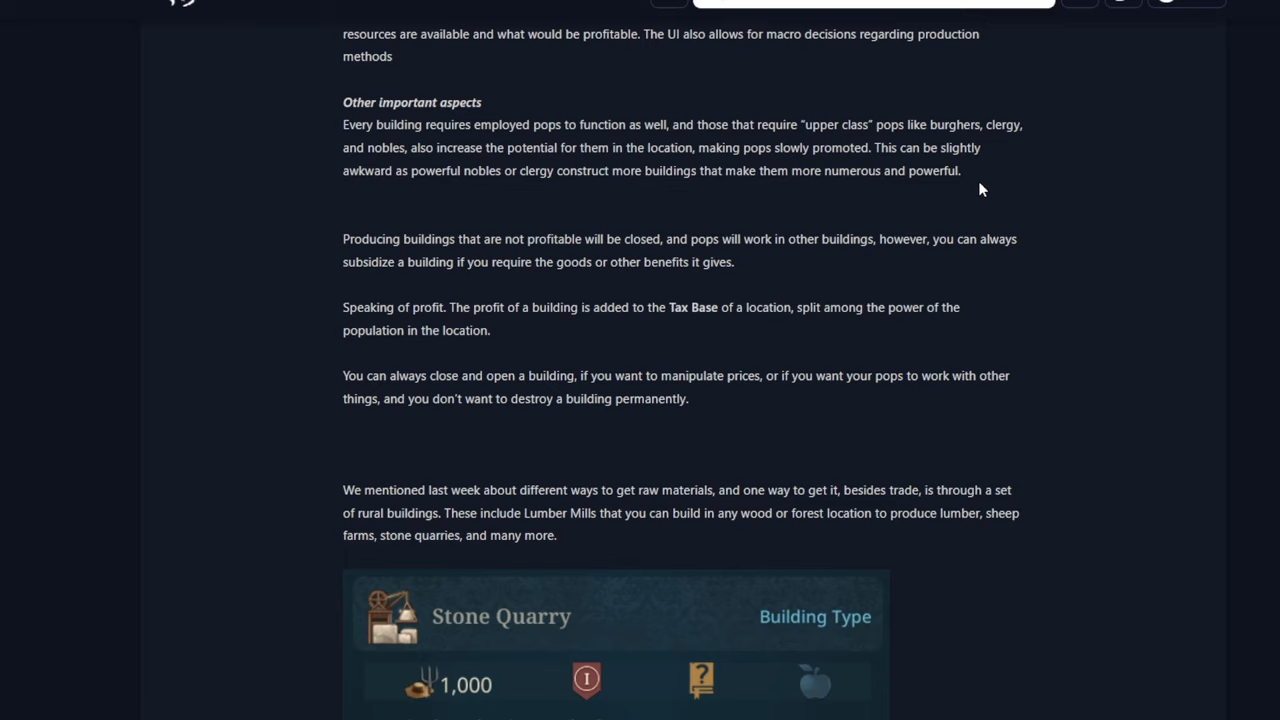 resources are available and what would be profitable. The UI also allows for macro decisions regarding production
methods
Other important aspects
Every building requires employed pops to function as well, and those that require “upper class” pops like burghers, clergy,
and nobles, also increase the potential for them in the location, making pops slowly promoted. This can be slightly
awkward as powerful nobles or clergy construct more buildings that make them more numerous and powerful.
Producing buildings that are not profitable will be closed, and pops will work in other buildings, however, you can always
subsidize a building if you require the goods or other benefits it gives.
Speaking of profit. The profit of a building is added to the Tax Base of a location, split among the power of the
population in the location.
You can always close and open a building, if you want to manipulate prices, or if you want your pops to work with other
things, and you don't want to destroy a building permanently.
We mentioned last week about different ways to get raw materials, and one way to get it, besides trade, is through a set
of rural buildings. These include Lumber Mills that you can build in any wood or forest location to produce lumber, sheep
farms, stone quarries, and many more.
Stone Quarry Building Type
1,000 I ?